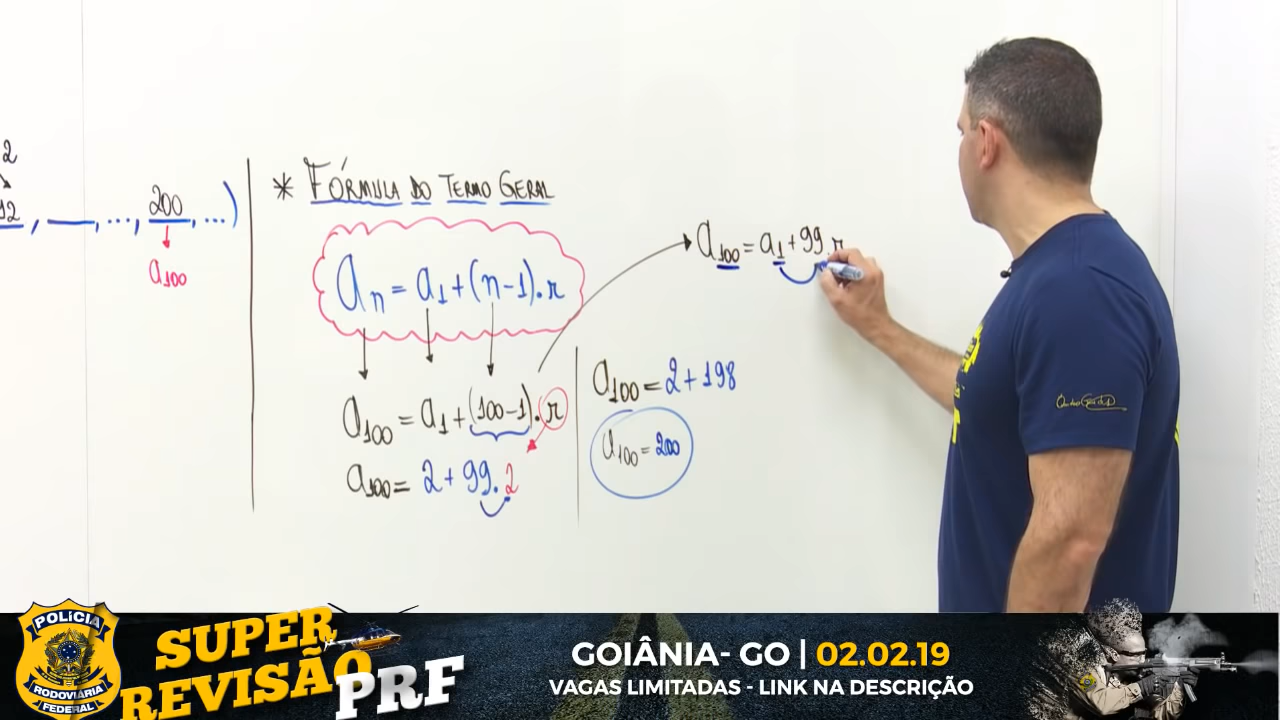 2
12, ___, ..., 200, ...)
a100
* FÓRMULA DO TERMO GERAL
an = a1 + (n-1).r
a100 = a1 + (100-1).r
a100 = 2 + 99.2
a100 = a1 + 99.r
a100 = 2 + 198
a100 = 200
POLÍCIA
RODOVIÁRIA
FEDERAL
SUPER
REVISÃO
PRF
GOIÂNIA- GO | 02.02.19
VAGAS LIMITADAS - LINK NA DESCRIÇÃO